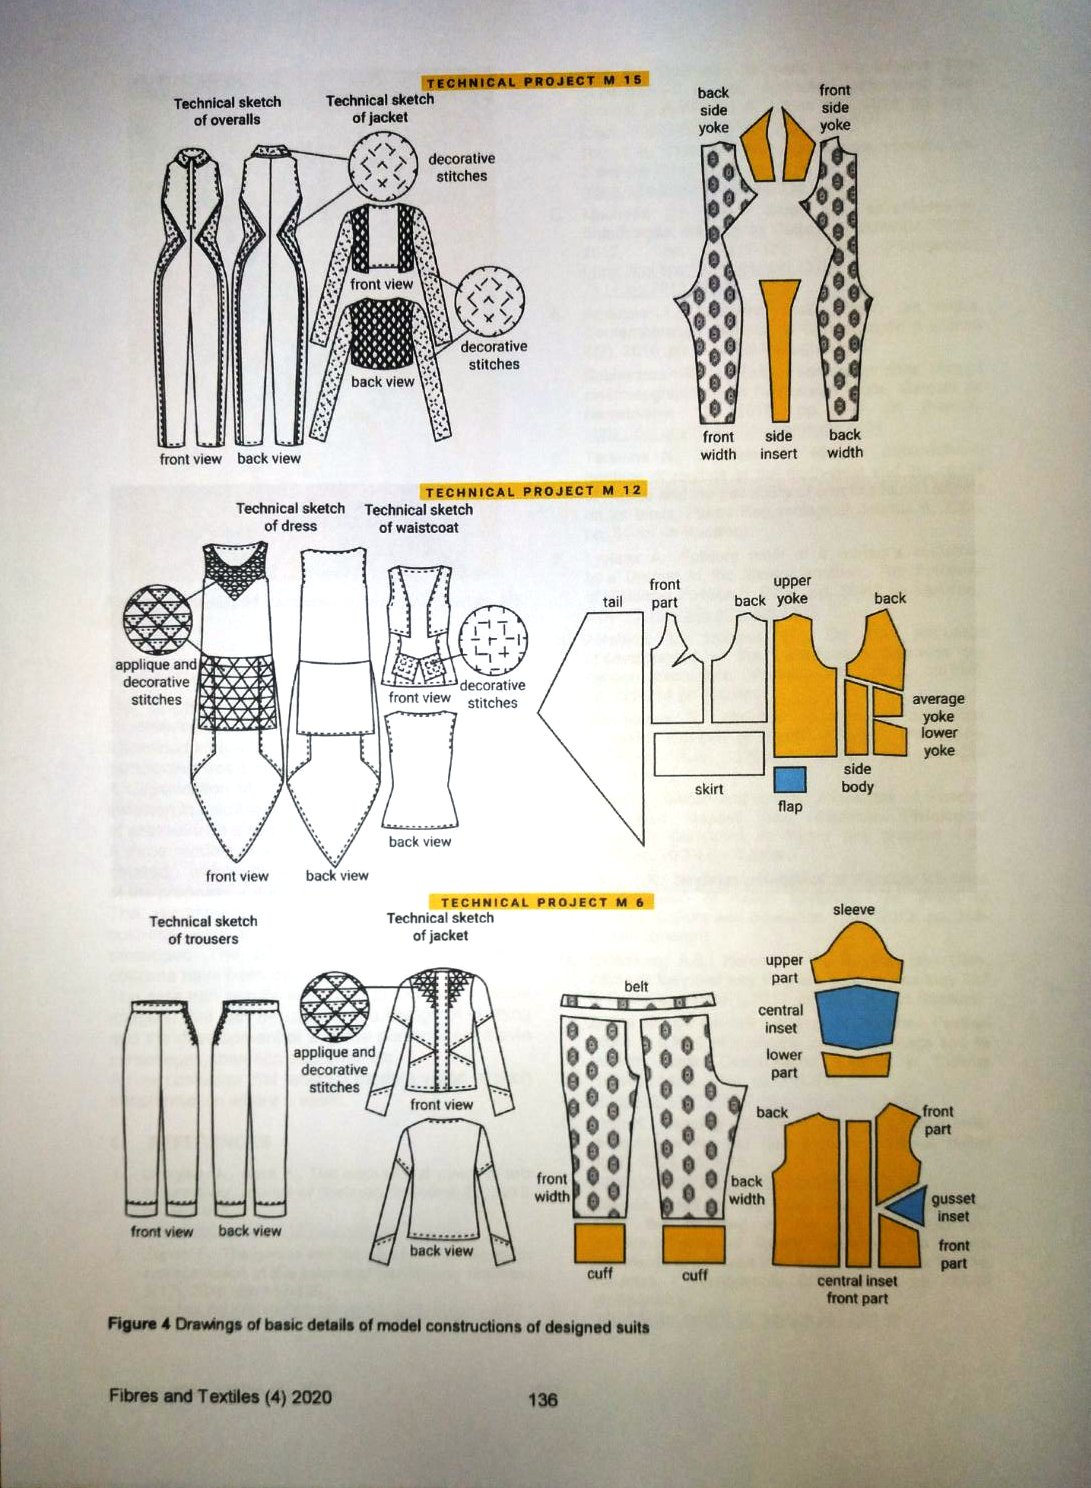 TECHNICAL PROJECT M 15
Technical sketch
of overalls
Technical sketch
of jacket
decorative
stitches
front view
back view
decorative
stitches
front view
back view
back
side
yoke
front
side
yoke
front
width
side
insert
back
width
TECHNICAL PROJECT M 12
Technical sketch
of dress
Technical sketch
of waistcoat
applique and
decorative
stitches
front view
decorative
stitches
back view
front view
back view
tail
front
part
back
upper
yoke
back
average
yoke
lower
yoke
skirt
flap
side
body
TECHNICAL PROJECT M 6
Technical sketch
of trousers
Technical sketch
of jacket
applique and
decorative
stitches
front view
back view
front view
back view
belt
front
width
back
width
cuff
cuff
sleeve
upper
part
central
inset
lower
part
back
front
part
gusset
inset
front
part
central inset
front part
Figure 4 Drawings of basic details of model constructions of designed suits
Fibres and Textiles (4) 2020
136